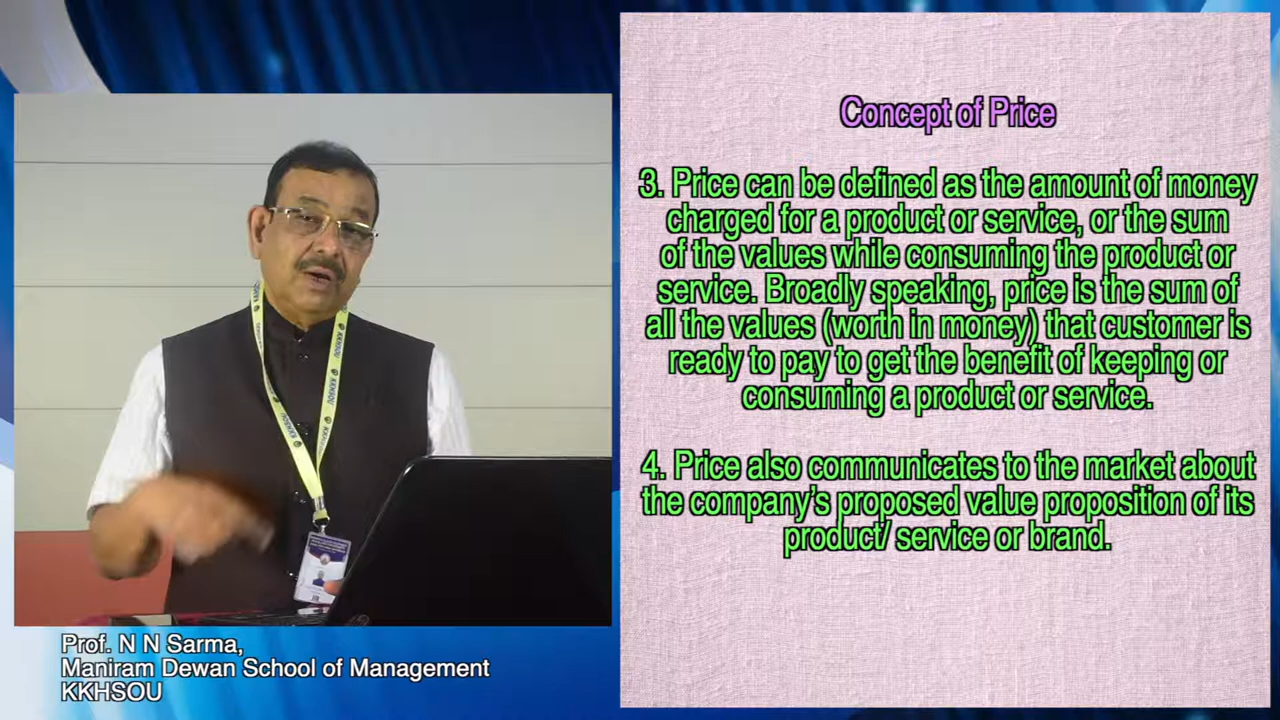 Concept of Price
3. Price can be defined as the amount of money
charged for a product or service, or the sum
of the values while consuming the product or
service. Broadly speaking, price is the sum of
all the values (worth in money) that customer is
ready to pay to get the benefit of keeping or
consuming a product or service.
4. Price also communicates to the market about
the company's proposed value proposition of its
product/ service or brand.
KKHSOU
KKHSOU
KKHSOU
Prof. N N Sarma,
Maniram Dewan School of Management
KKHSOU